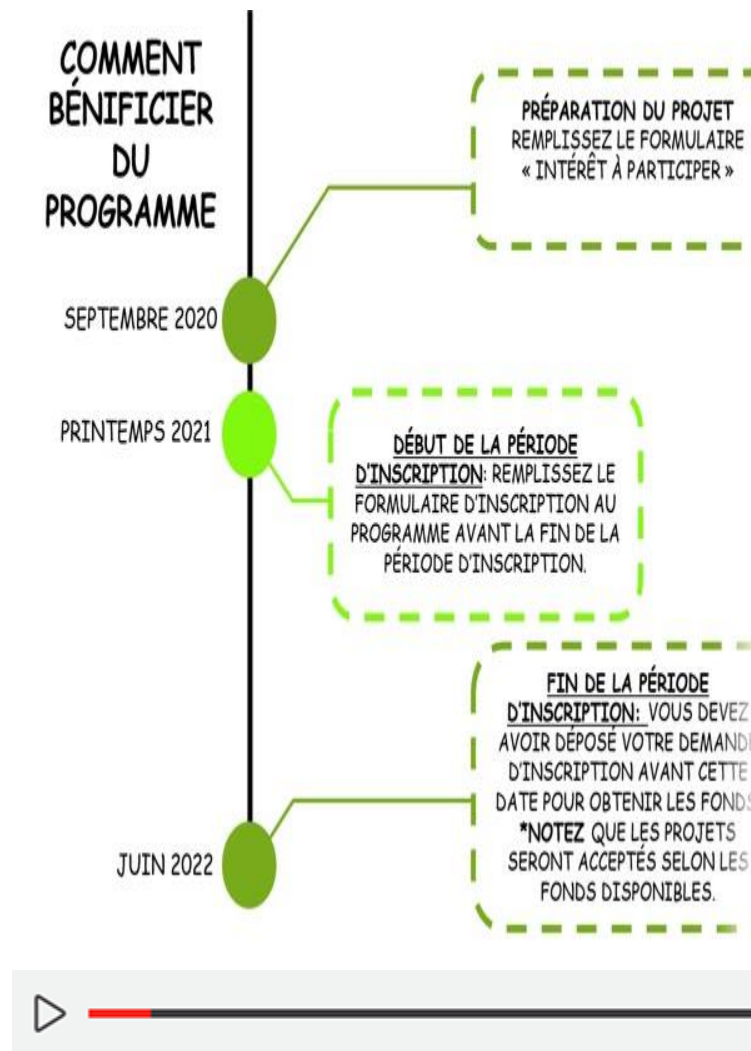 COMMENT
BÉNIFICIER
DU
PROGRAMME
PRÉPARATION DU PROJET
REMPLISSEZ LE FORMULAIRE
« INTÉRÊT À PARTICIPER »
SEPTEMBRE 2020
PRINTEMPS 2021
DÉBUT DE LA PÉRIODE
D'INSCRIPTION: REMPLISSEZ LE
FORMULAIRE D'INSCRIPTION AU
PROGRAMME AVANT LA FIN DE LA
PÉRIODE D'INSCRIPTION.
FIN DE LA PÉRIODE
D'INSCRIPTION: VOUS DEVEZ
AVOIR DÉPOSÉ VOTRE DEMANDE
D'INSCRIPTION AVANT CETTE
DATE POUR OBTENIR LES FONDS
*NOTEZ QUE LES PROJETS
SERONT ACCEPTÉS SELON LES
FONDS DISPONIBLES.
JUIN 2022